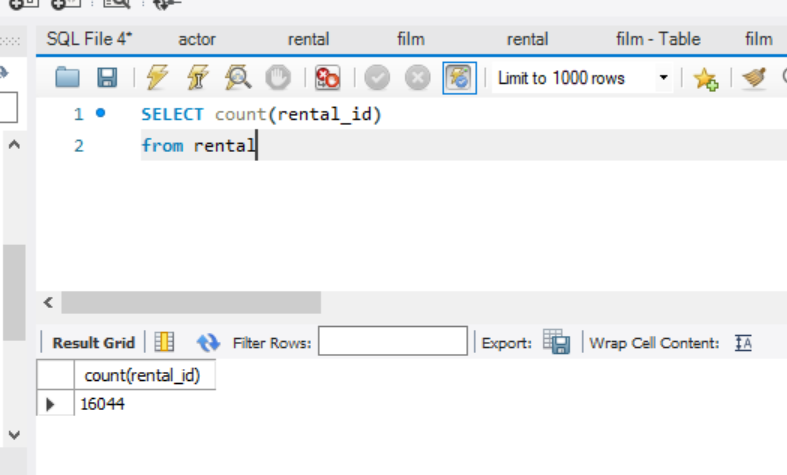 SQL File 4* actor rental film rental film - Table film
Limit to 1000 rows
1 SELECT count(rental_id)
2 from rental
Result Grid Filter Rows: Export: Wrap Cell Content: IA
count(rental_id)
16044